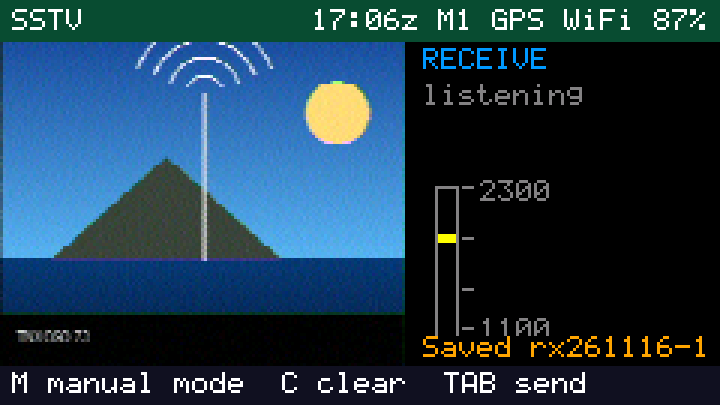 SSTV 17:06z M1 GPS WiFi 87%
RECEIVE
listening
2300
1100
Saved rx261116-1
M manual mode C clear TAB send